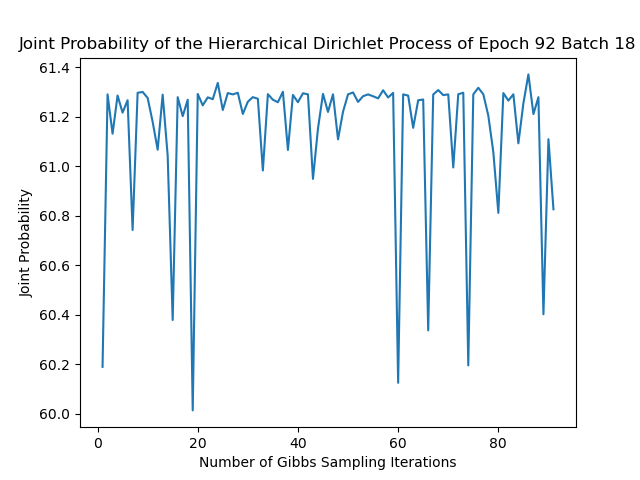 Joint Probability of the Hierarchical Dirichlet Process of Epoch 92 Batch 18
61.4
61.2
61.0
60.8
60.6
60.4
60.2
60.0
Joint Probability
0 20 40 60 80
Number of Gibbs Sampling Iterations